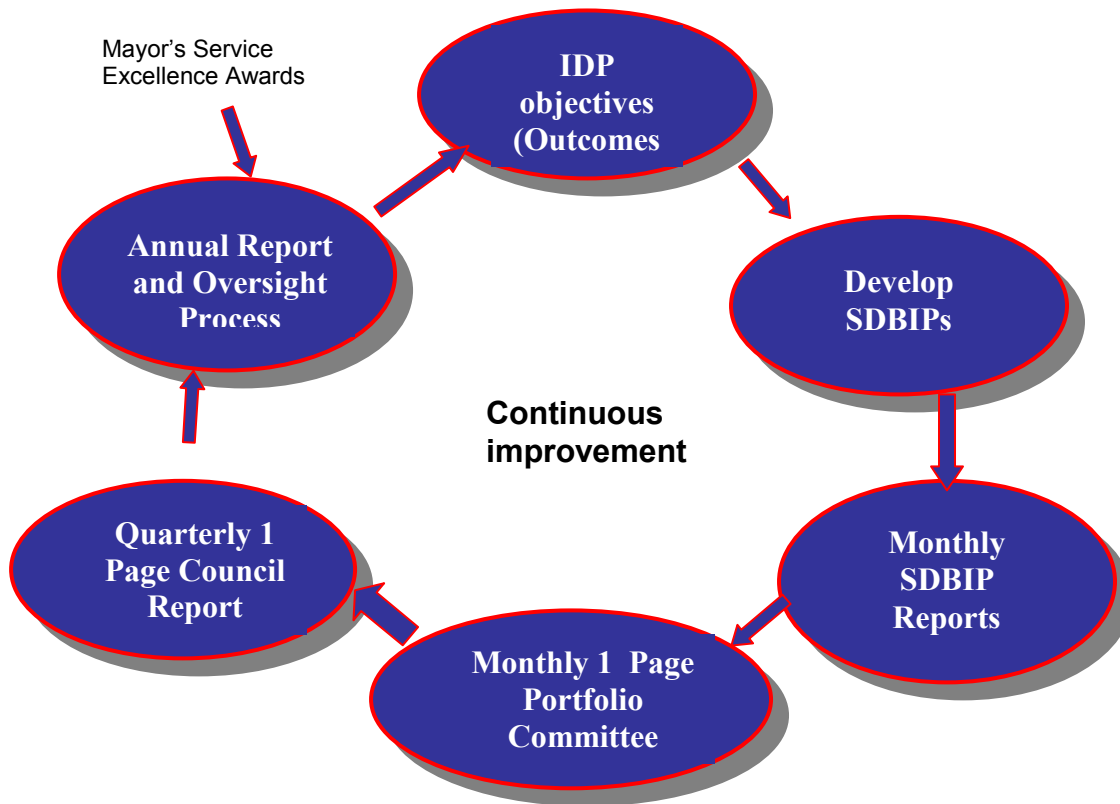 Mayor's Service
Excellence Awards
IDP
objectives
(Outcomes
Annual Report
and Oversight
Process
Develop
SDBIPs
Continuous
improvement
Quarterly 1
Page Council
Report
Monthly
SDBIP
Reports
Monthly 1 Page
Portfolio
Committee